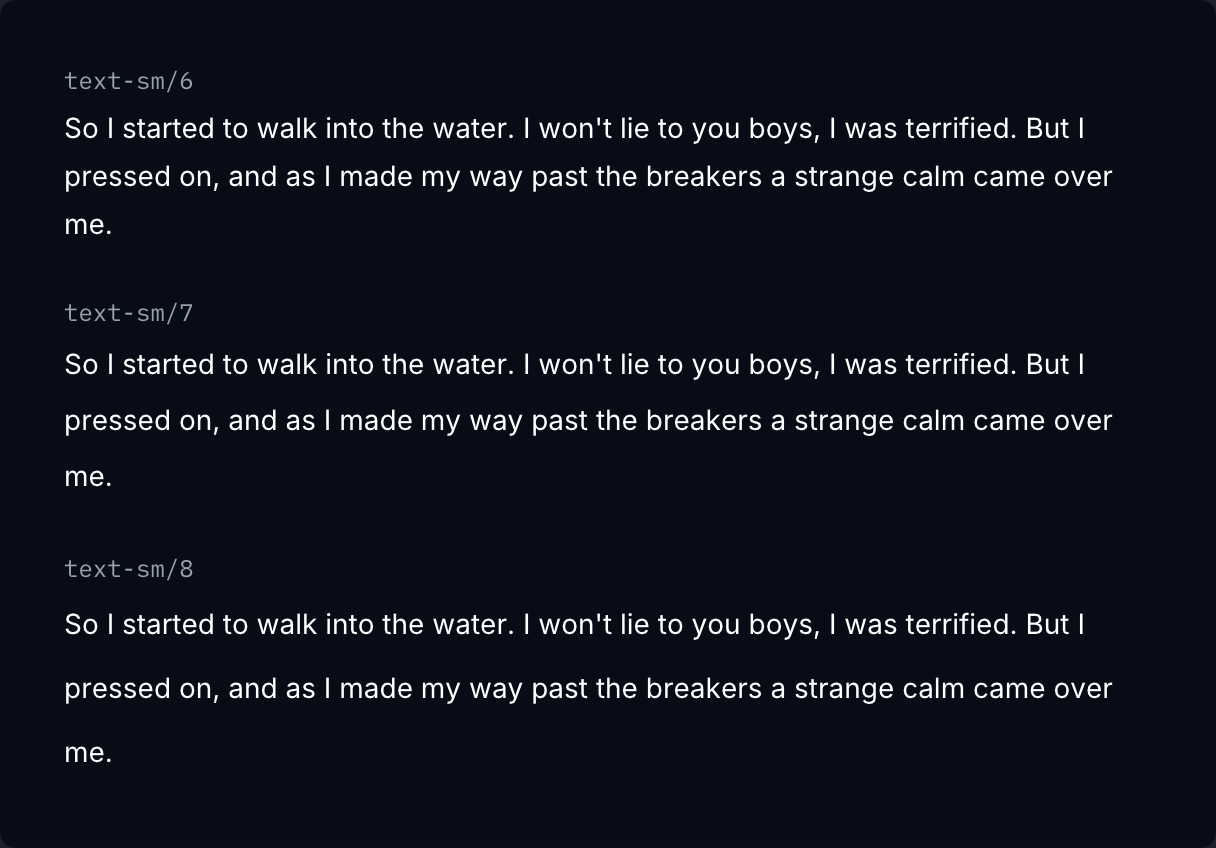 text-sm/6
So I started to walk into the water. I won't lie to you boys, I was terrified. But I
pressed on, and as I made my way past the breakers a strange calm came over
me.
text-sm/7
So I started to walk into the water. I won't lie to you boys, I was terrified. But I
pressed on, and as I made my way past the breakers a strange calm came over
me.
text-sm/8
So I started to walk into the water. I won't lie to you boys, I was terrified. But I
pressed on, and as I made my way past the breakers a strange calm came over
me.